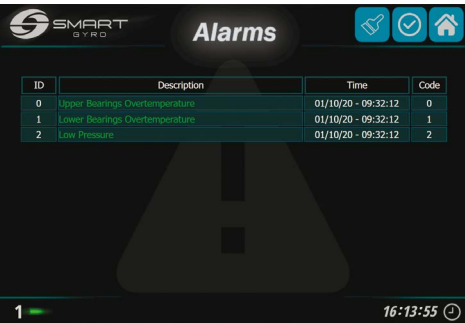 SMART
GYRO
Alarms
ID Description Time Code
0 Upper Bearings Overtemperature 01/10/20 - 09:32:12 0
1 Lower Bearings Overtemperature 01/10/20 - 09:32:12 1
2 Low Pressure 01/10/20 - 09:32:12 2
1 16:13:55